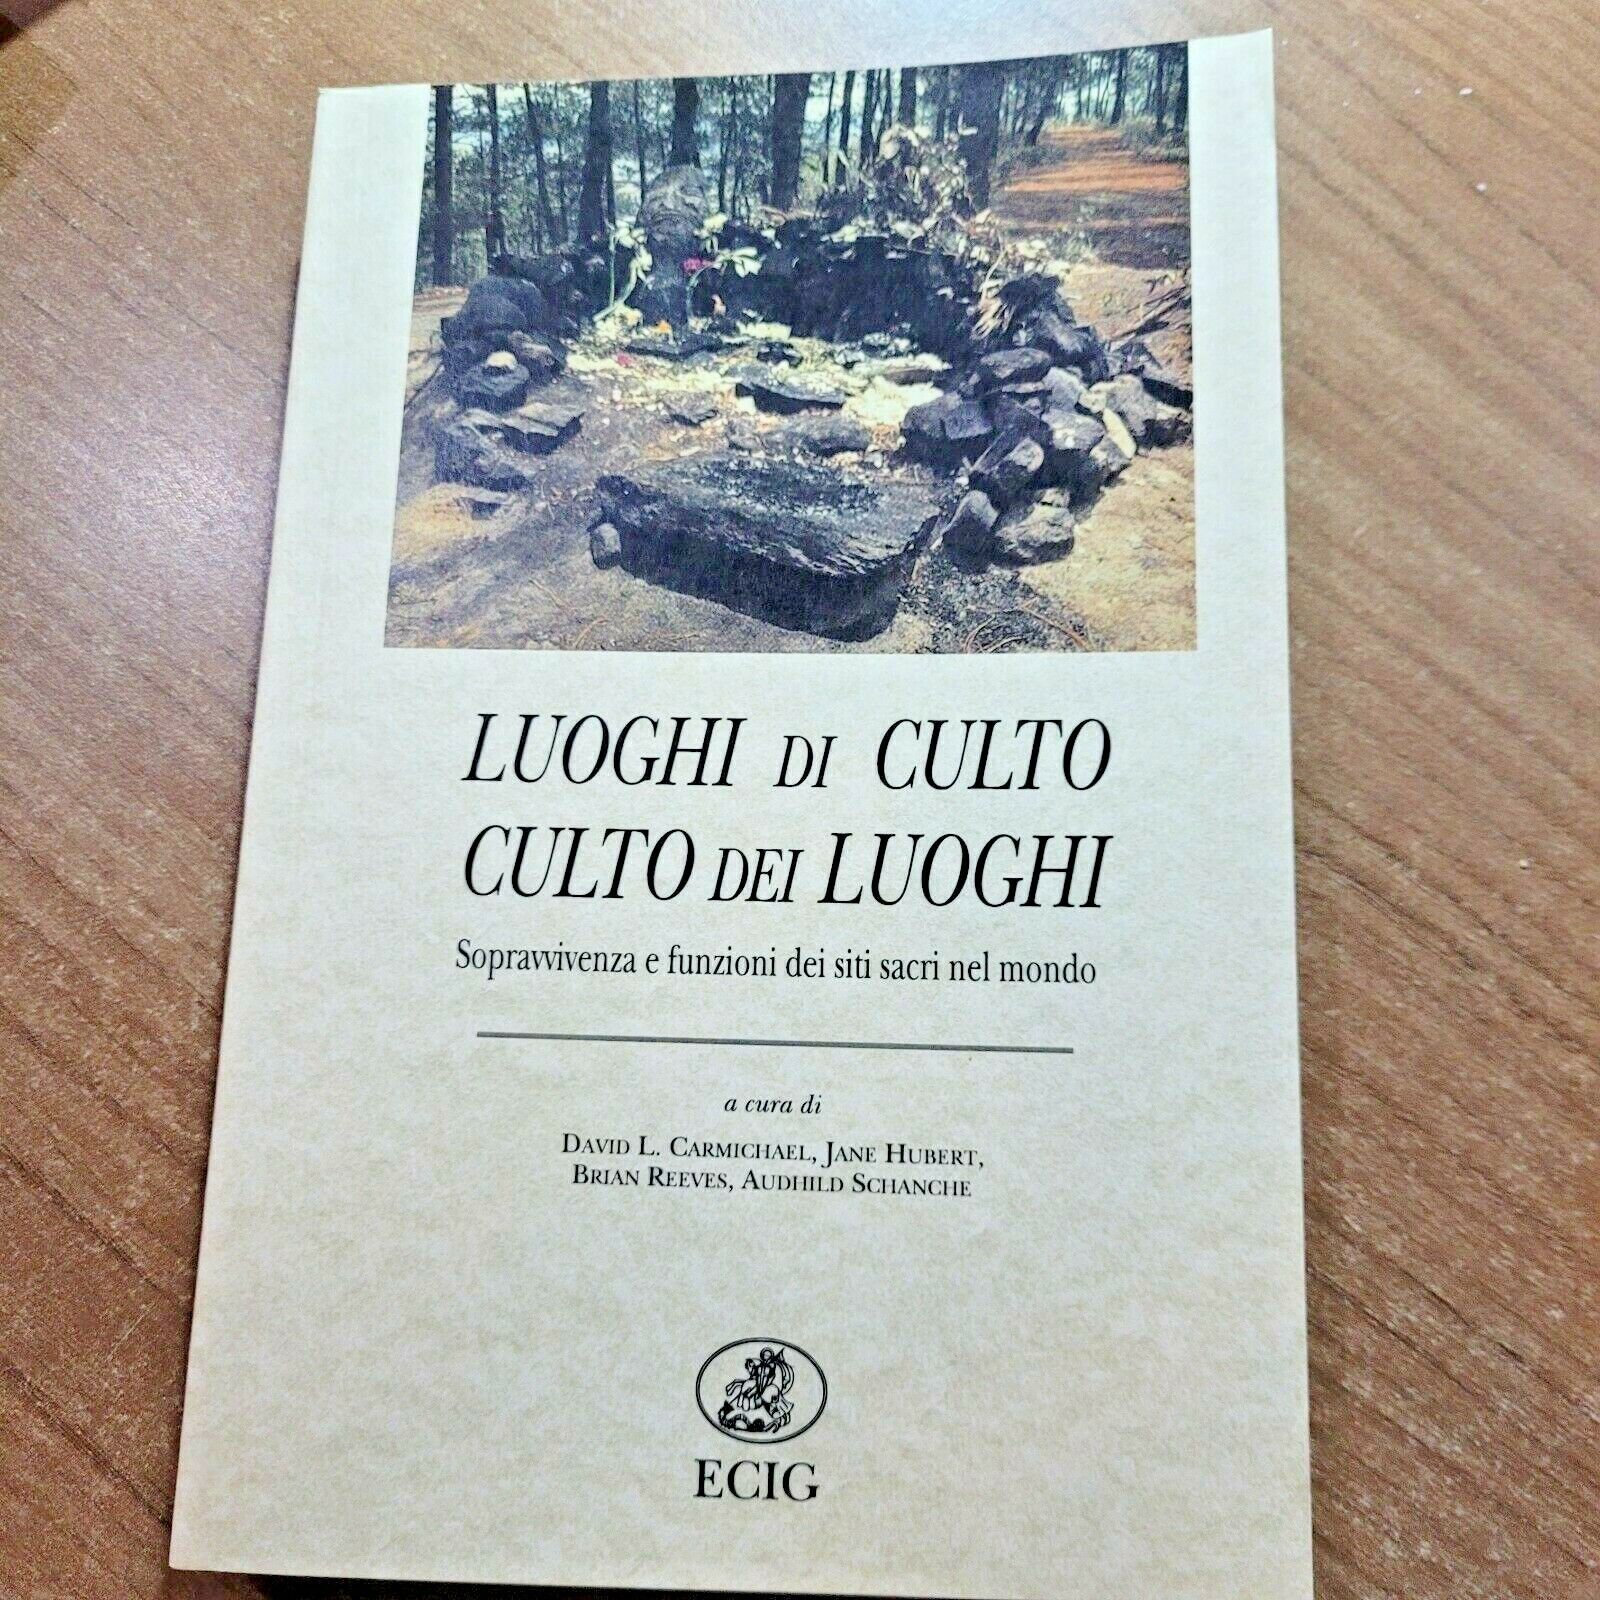 LUOGHI DI CULTO
CULTO DEI LUOGHI
Sopravvivenza e funzioni dei siti sacri nel mondo
a cura di
DAVID L. CARMICHAEL, JANE HUBERT,
BRIAN REEVES, AUDHILD SCHANCHE
ECIG